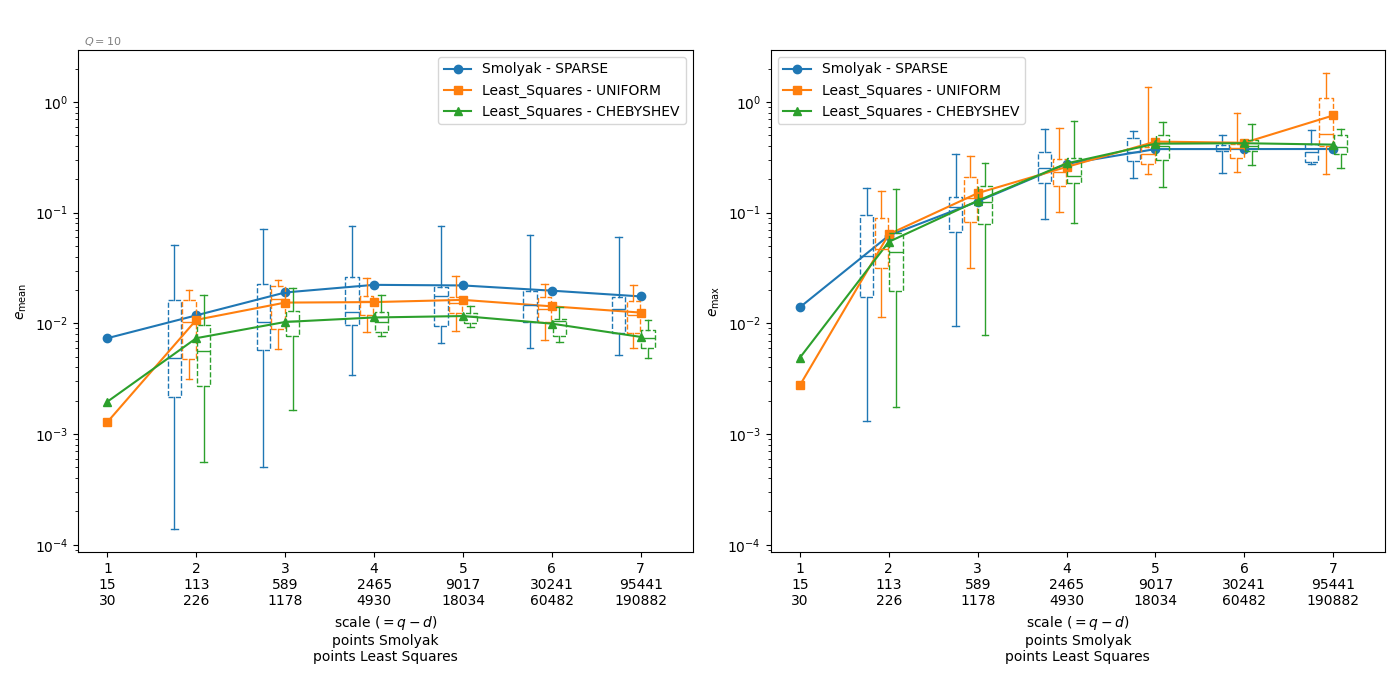 Q = 10
Smolyak - SPARSE
Least_Squares - UNIFORM
Least_Squares - CHEBYSHEV
10^0
10^-1
10^-2
10^-3
10^-4
e_mean
1 2 3 4 5 6 7
15 113 589 2465 9017 30241 95441
30 226 1178 4930 18034 60482 190882
scale (= q − d)
points Smolyak
points Least Squares
Smolyak - SPARSE
Least_Squares - UNIFORM
Least_Squares - CHEBYSHEV
10^0
10^-1
10^-2
10^-3
10^-4
e_max
1 2 3 4 5 6 7
15 113 589 2465 9017 30241 95441
30 226 1178 4930 18034 60482 190882
scale (= q − d)
points Smolyak
points Least Squares